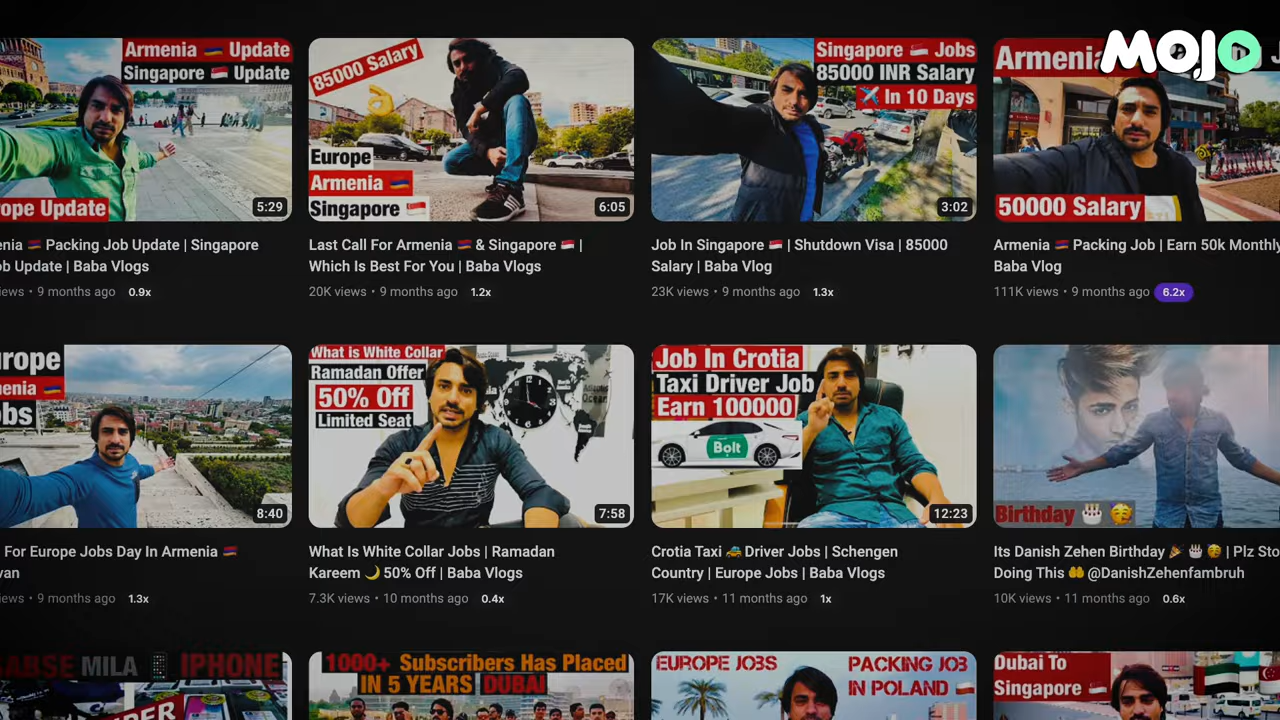 MOJO
Armenia 🇦🇲 Update
Singapore 🇸🇬 Update
ope Update
5:29
enia 🇦🇲 Packing Job Update | Singapore
ob Update | Baba Vlogs
iews • 9 months ago 0.9x
85000 Salary
Europe
Armenia 🇦🇲
Singapore 🇸🇬
6:05
Last Call For Armenia 🇦🇲 & Singapore 🇸🇬 |
Which Is Best For You | Baba Vlogs
20K views • 9 months ago 1.2x
Singapore 🇸🇬 Jobs
85000 INR Salary
✈️ In 10 Days
3:02
Job In Singapore 🇸🇬 | Shutdown Visa | 85000
Salary | Baba Vlog
23K views • 9 months ago 1.3x
Armenia
50000 Salary
Armenia 🇦🇲 Packing Job | Earn 50k Monthly
Baba Vlog
111K views • 9 months ago 6.2x
urope
menia 🇦🇲
obs
8:40
For Europe Jobs Day In Armenia 🇦🇲
van
iews • 9 months ago 1.3x
What is White Collar
Ramadan Offer
50% Off
Limited Seat
7:58
What Is White Collar Jobs | Ramadan
Kareem 🌙 50% Off | Baba Vlogs
7.3K views • 10 months ago 0.4x
Job In Crotia
Taxi Driver Job
Earn 100000
Bolt
12:23
Crotia Taxi 🚕 Driver Jobs | Schengen
Country | Europe Jobs | Baba Vlogs
17K views • 11 months ago 1x
Birthday 🎂 🥳
Its Danish Zehen Birthday 🎉 🎂 🥳 | Plz Sto
Doing This 🤲 @DanishZehenfambruh
10K views • 11 months ago 0.6x
SABSE MILA 📱 IPHONE
1000+ Subscribers Has Placed
IN 5 YEARS DUBAI
EUROPE JOBS
PACKING JOB
IN POLAND 🇵🇱
Dubai To
Singapore 🇸🇬